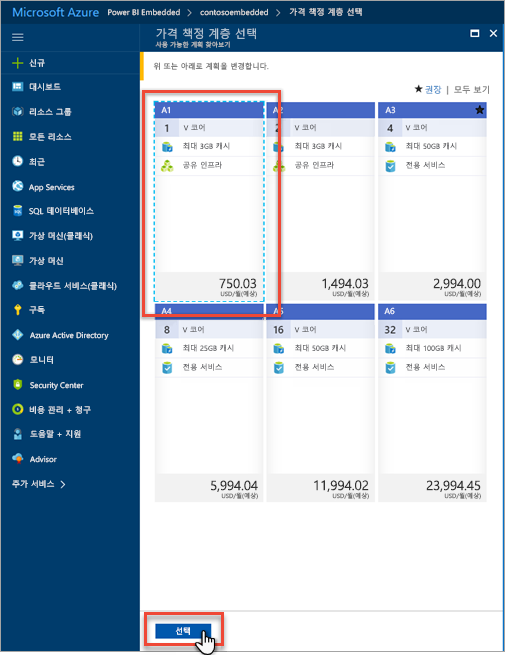 Microsoft Azure Power BI Embedded > contosoembedded > 가격 책정 계층 선택
가격 책정 계층 선택
사용 가능한 계획 찾아보기
신규
대시보드
리소스 그룹
모든 리소스
최근
App Services
SQL 데이터베이스
가상 머신(클래식)
가상 머신
클라우드 서비스(클래식)
구독
Azure Active Directory
모니터
Security Center
비용 관리 + 청구
도움말 + 지원
Advisor
추가 서비스 >
위 또는 아래로 계획을 변경합니다.
★ 권장 | 모두 보기
A1
1 V 코어
최대 3GB 캐시
공유 인프라
750.03
USD/월(예상)
A2
2 V 코어
최대 3GB 캐시
공유 인프라
1,494.03
USD/월(예상)
A3 ★
4 V 코어
최대 50GB 캐시
전용 서비스
2,994.00
USD/월(예상)
A4
8 V 코어
최대 25GB 캐시
전용 서비스
5,994.04
USD/월(예상)
A5
16 V 코어
최대 50GB 캐시
전용 서비스
11,994.02
USD/월(예상)
A6
32 V 코어
최대 100GB 캐시
전용 서비스
23,994.45
USD/월(예상)
선택